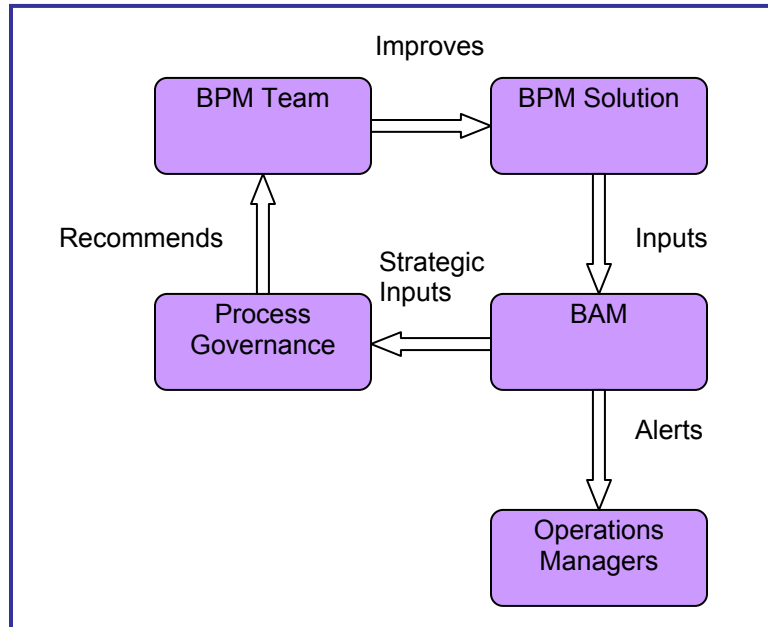 Improves
BPM Team
BPM Solution
Recommends
Inputs
Strategic
Inputs
Process
Governance
BAM
Alerts
Operations
Managers